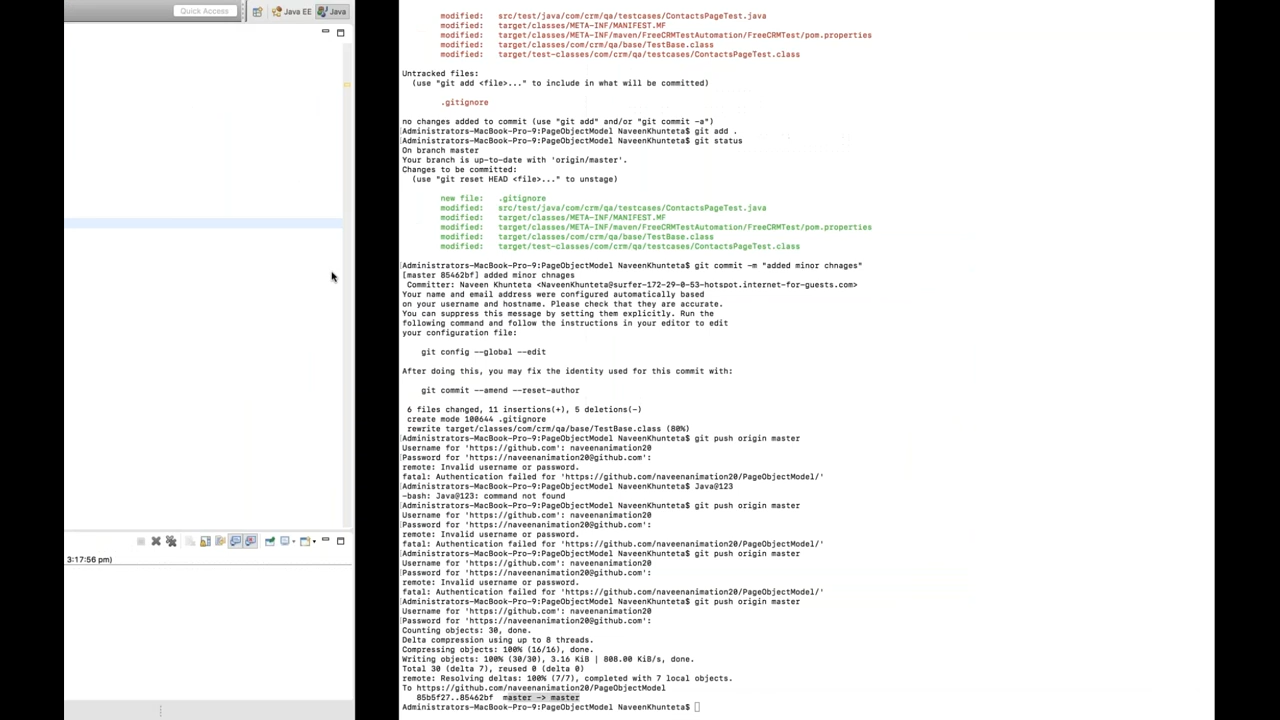 Quick Access
Java EE
Java
3:17:56 pm)
modified: src/test/java/com/crm/qa/testcases/ContactsPageTest.java
modified: target/classes/META-INF/MANIFEST.MF
modified: target/classes/META-INF/maven/FreeCRMTestAutomation/FreeCRMTest/pom.properties
modified: target/classes/com/crm/qa/base/TestBase.class
modified: target/test-classes/com/crm/qa/testcases/ContactsPageTest.class
Untracked files:
(use "git add <file>..." to include in what will be committed)
.gitignore
no changes added to commit (use "git add" and/or "git commit -a")
[Administrators-MacBook-Pro-9:PageObjectModel NaveenKhunteta$ git add .
[Administrators-MacBook-Pro-9:PageObjectModel NaveenKhunteta$ git status
On branch master
Your branch is up-to-date with 'origin/master'.
Changes to be committed:
(use "git reset HEAD <file>..." to unstage)
new file: .gitignore
modified: src/test/java/com/crm/qa/testcases/ContactsPageTest.java
modified: target/classes/META-INF/MANIFEST.MF
modified: target/classes/META-INF/maven/FreeCRMTestAutomation/FreeCRMTest/pom.properties
modified: target/classes/com/crm/qa/base/TestBase.class
modified: target/test-classes/com/crm/qa/testcases/ContactsPageTest.class
[Administrators-MacBook-Pro-9:PageObjectModel NaveenKhunteta$ git commit -m "added minor chnages"
[master 85462bf] added minor chnages
Committer: Naveen Khunteta <NaveenKhunteta@surfer-172-29-0-53-hotspot.internet-for-guests.com>
Your name and email address were configured automatically based
on your username and hostname. Please check that they are accurate.
You can suppress this message by setting them explicitly. Run the
following command and follow the instructions in your editor to edit
your configuration file:
git config --global --edit
After doing this, you may fix the identity used for this commit with:
git commit --amend --reset-author
6 files changed, 11 insertions(+), 5 deletions(-)
create mode 100644 .gitignore
rewrite target/classes/com/crm/qa/base/TestBase.class (80%)
[Administrators-MacBook-Pro-9:PageObjectModel NaveenKhunteta$ git push origin master
Username for 'https://github.com': naveenanimation20
Password for 'https://naveenanimation20@github.com':
remote: Invalid username or password.
fatal: Authentication failed for 'https://github.com/naveenanimation20/PageObjectModel/'
[Administrators-MacBook-Pro-9:PageObjectModel NaveenKhunteta$ Java@123
-bash: Java@123: command not found
[Administrators-MacBook-Pro-9:PageObjectModel NaveenKhunteta$ git push origin master
Username for 'https://github.com': naveenanimation20
Password for 'https://naveenanimation20@github.com':
remote: Invalid username or password.
fatal: Authentication failed for 'https://github.com/naveenanimation20/PageObjectModel/'
[Administrators-MacBook-Pro-9:PageObjectModel NaveenKhunteta$ git push origin master
Username for 'https://github.com': naveenanimation20
Password for 'https://naveenanimation20@github.com':
remote: Invalid username or password.
fatal: Authentication failed for 'https://github.com/naveenanimation20/PageObjectModel/'
[Administrators-MacBook-Pro-9:PageObjectModel NaveenKhunteta$ git push origin master
Username for 'https://github.com': naveenanimation20
Password for 'https://naveenanimation20@github.com':
Counting objects: 30, done.
Delta compression using up to 8 threads.
Compressing objects: 100% (16/16), done.
Writing objects: 100% (30/30), 3.16 KiB | 808.00 KiB/s, done.
Total 30 (delta 7), reused 0 (delta 0)
remote: Resolving deltas: 100% (7/7), completed with 7 local objects.
To https://github.com/naveenanimation20/PageObjectModel
85b5f27..85462bf master -> master
Administrators-MacBook-Pro-9:PageObjectModel NaveenKhunteta$